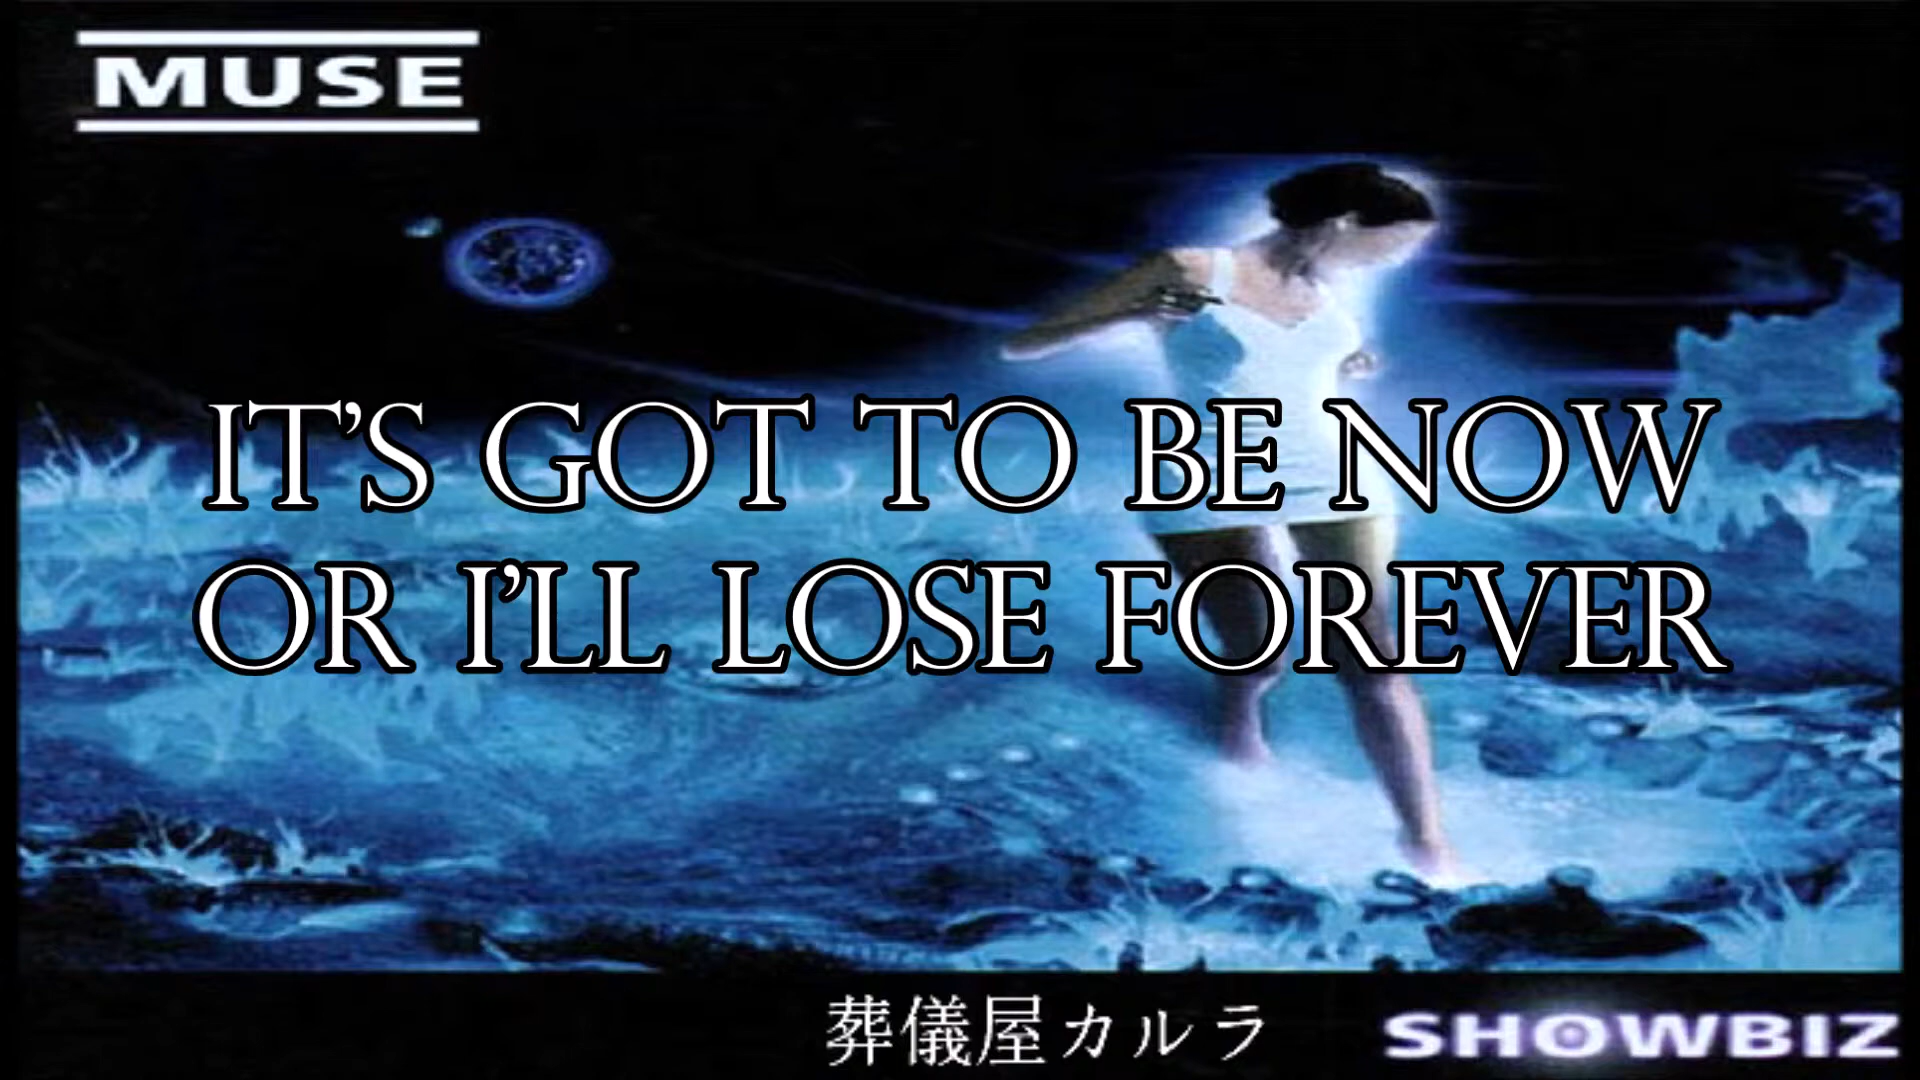 MUSE
IT'S GOT TO BE NOW
OR I'LL LOSE FOREVER
葬儀屋カルラ
SHOWBIZ